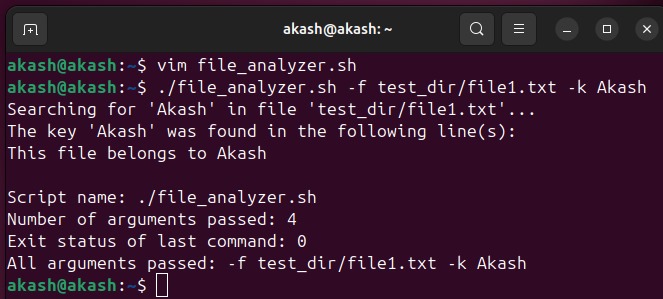 akash@akash: ~
akash@akash:~$ vim file_analyzer.sh
akash@akash:~$ ./file_analyzer.sh -f test_dir/file1.txt -k Akash
Searching for 'Akash' in file 'test_dir/file1.txt'...
The key 'Akash' was found in the following line(s):
This file belongs to Akash

Script name: ./file_analyzer.sh
Number of arguments passed: 4
Exit status of last command: 0
All arguments passed: -f test_dir/file1.txt -k Akash
akash@akash:~$